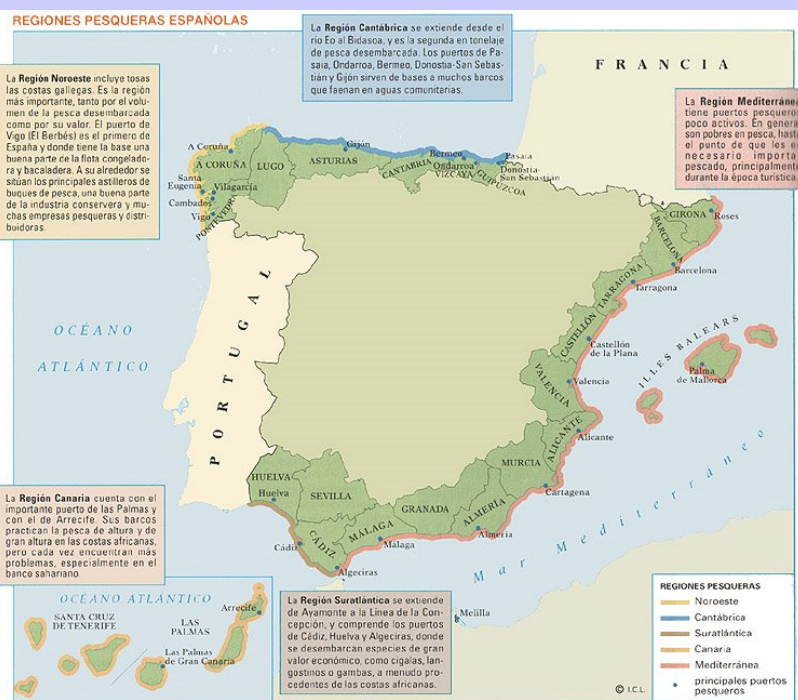 REGIONES PESQUERAS ESPAÑOLAS
La Región Cantábrica se extiende desde el
río Eo al Bidasoa, y es la segunda en tonelaje
de pesca desembarcada. Los puertos de Pa-
saia, Ondarroa, Bermeo, Donostia-San Sebas-
tián y Gijón sirven de bases a muchos barcos
que faenan en aguas comunitarias.
La Región Noroeste incluye tosas
las costas gallegas. Es la región
más importante, tanto por el volu-
men de la pesca desembarcada
como por su valor. El puerto de
Vigo (El Berbés) es el primero de
España y donde tiene la base una
buena parte de la flota congelado-
ra y bacaladera. A su alrededor se
sitúan los principales astilleros de
buques de pesca, una buena parte
de la industria conservera y mu-
chas empresas pesqueras y distri-
buidoras.
FRANCIA
La Región Mediterráne
tiene puertos pesquero
poco activos. En genera
son pobres en pesca, hast
el punto de que les e
necesario importa
pescado, principalment
durante la época turística
A Coruña
A CORUÑA
LUGO
ASTURIAS
Gijón
CANTABRIA
Bermeo
Ondarroa
VIZCAYA
GUIPÚZCOA
Pasaia
Donostia-
San Sebastián
Santa
Eugenia
Vilagarcía
Cambados
Vigo
PONTEVEDRA
GIRONA
Roses
BARCELONA
Barcelona
TARRAGONA
Tarragona
CASTELLÓN
Castellón
de la Plana
VALENCIA
Valencia
ILLES BALEARS
Palma
de Mallorca
ALICANTE
Alicante
MURCIA
Cartagena
ALMERÍA
Almería
GRANADA
MÁLAGA
Málaga
SEVILLA
HUELVA
Huelva
CÁDIZ
Cádiz
Algeciras
PORTUGAL
OCÉANO
ATLÁNTICO
Mar Mediterráneo
Melilla
La Región Canaria cuenta con el
importante puerto de las Palmas y
con el de Arrecife. Sus barcos
practican la pesca de altura y de
gran altura en las costas africanas,
pero cada vez encuentran más
problemas, especialmente en el
banco sahariano.
OCÉANO ATLÁNTICO
SANTA CRUZ
DE TENERIFE
LAS
PALMAS
Arrecife
Las Palmas
de Gran Canaria
La Región Suratlántica se extiende
de Ayamonte a la Línea de la Con-
cepción, y comprende los puertos
de Cádiz, Huelva y Algeciras, donde
se desembarcan especies de gran
valor económico, como cigalas, lan-
gostinos o gambas, a menudo pro-
cedentes de las costas africanas.
REGIONES PESQUERAS
Noroeste
Cantábrica
Suratlántica
Canaria
Mediterránea
principales puertos
pesqueros
© I.C.L.